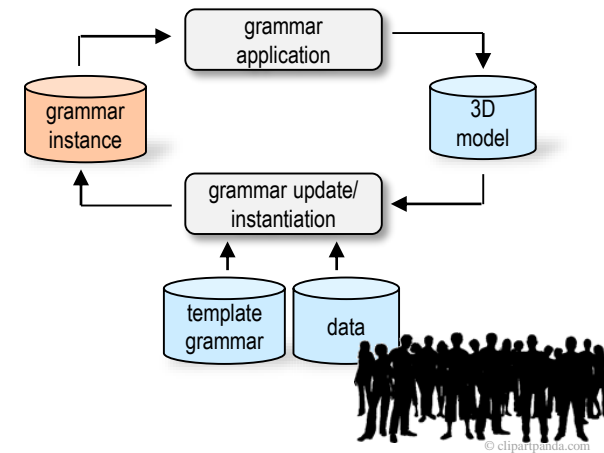 grammar
application
grammar
instance
3D
model
grammar update/
instantiation
template
grammar
data
© clipartpanda.com